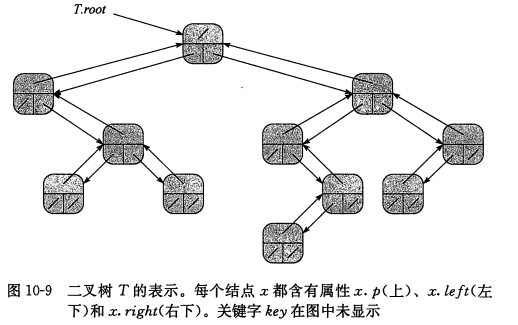 T.root
图 10-9 二叉树 T 的表示。每个结点 x 都含有属性 x.p(上)、x.left(左
下)和 x.right(右下)。关键字 key 在图中未显示